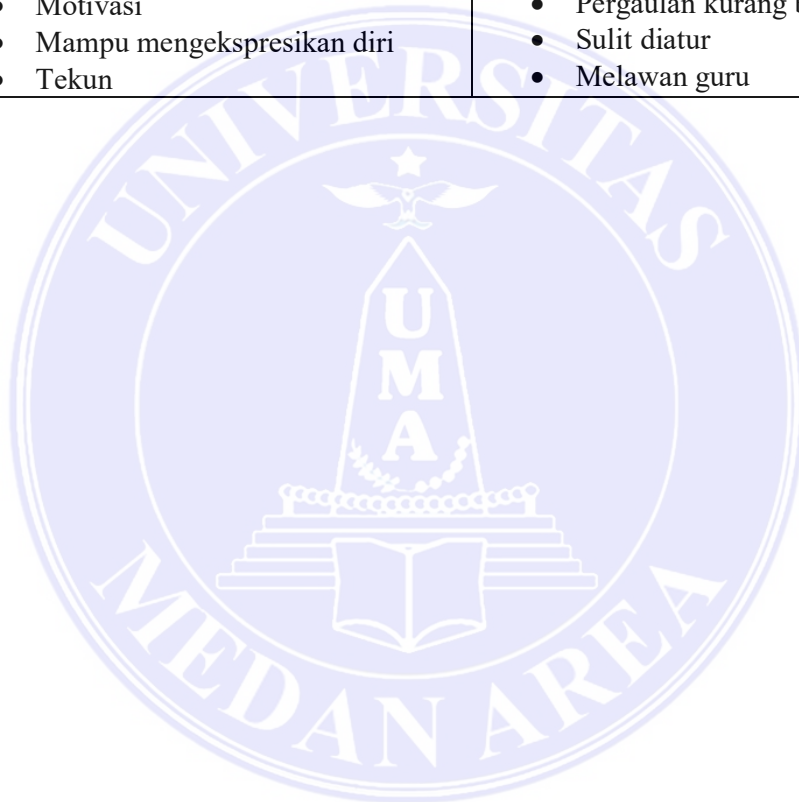 • Motivasi
• Mampu mengekspresikan diri
• Tekun
• Pergaulan kurang
• Sulit diatur
• Melawan guru
UNIVERSITAS
UMA
MEDAN AREA